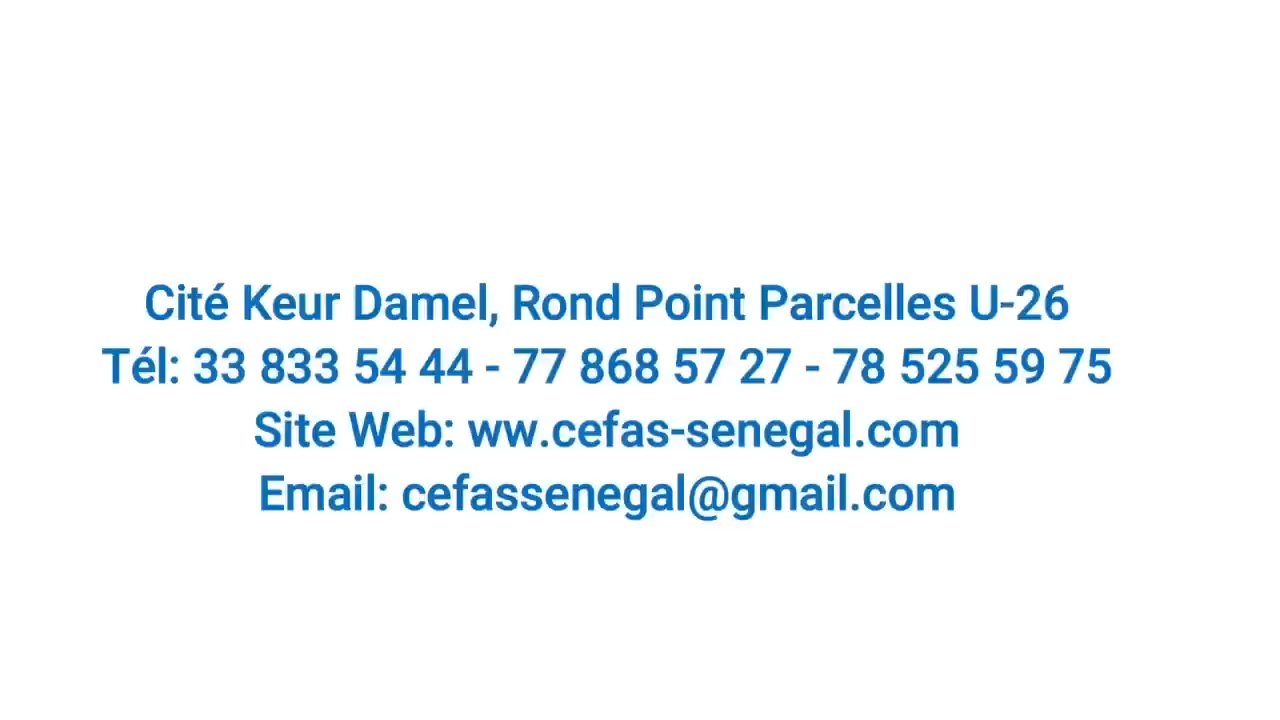 Cité Keur Damel, Rond Point Parcelles U-26
Tél: 33 833 54 44 - 77 868 57 27 - 78 525 59 75
Site Web: ww.cefas-senegal.com
Email: cefassenegal@gmail.com